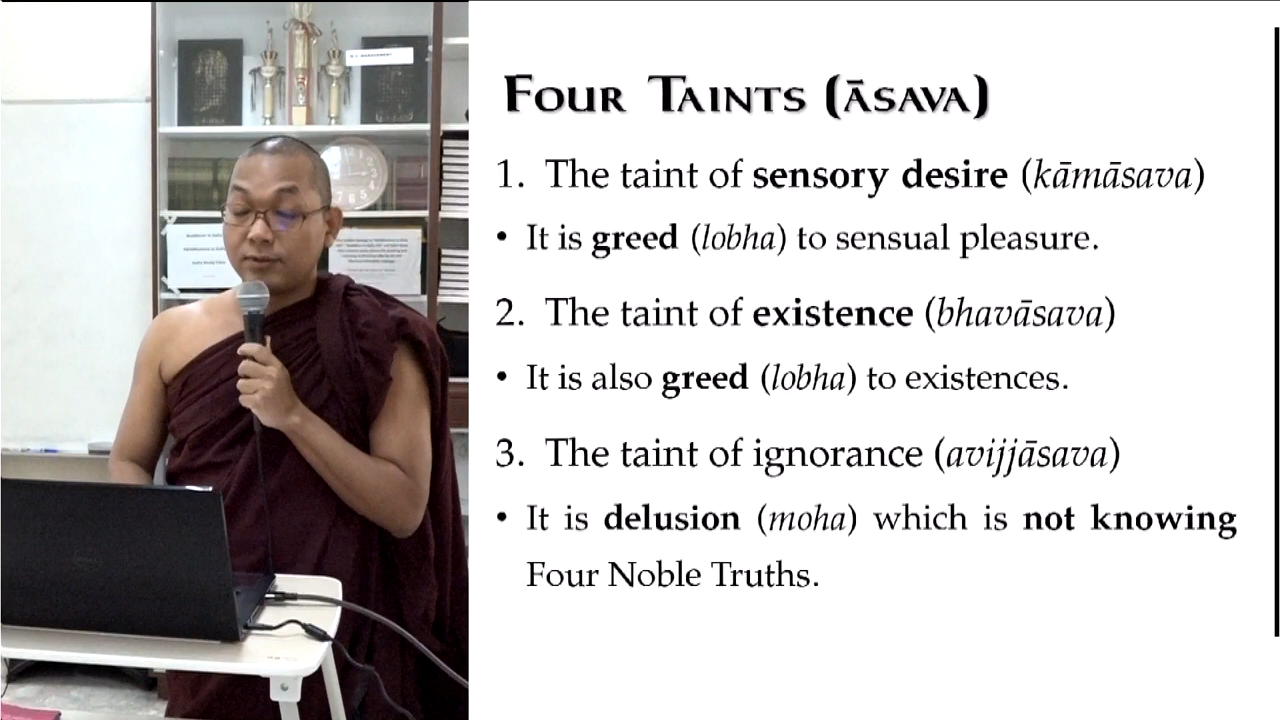 FOUR TAINTS (ĀSAVA)
1. The taint of sensory desire (kāmāsava)
• It is greed (lobha) to sensual pleasure.
2. The taint of existence (bhavāsava)
• It is also greed (lobha) to existences.
3. The taint of ignorance (avijjāsava)
• It is delusion (moha) which is not knowing
Four Noble Truths.